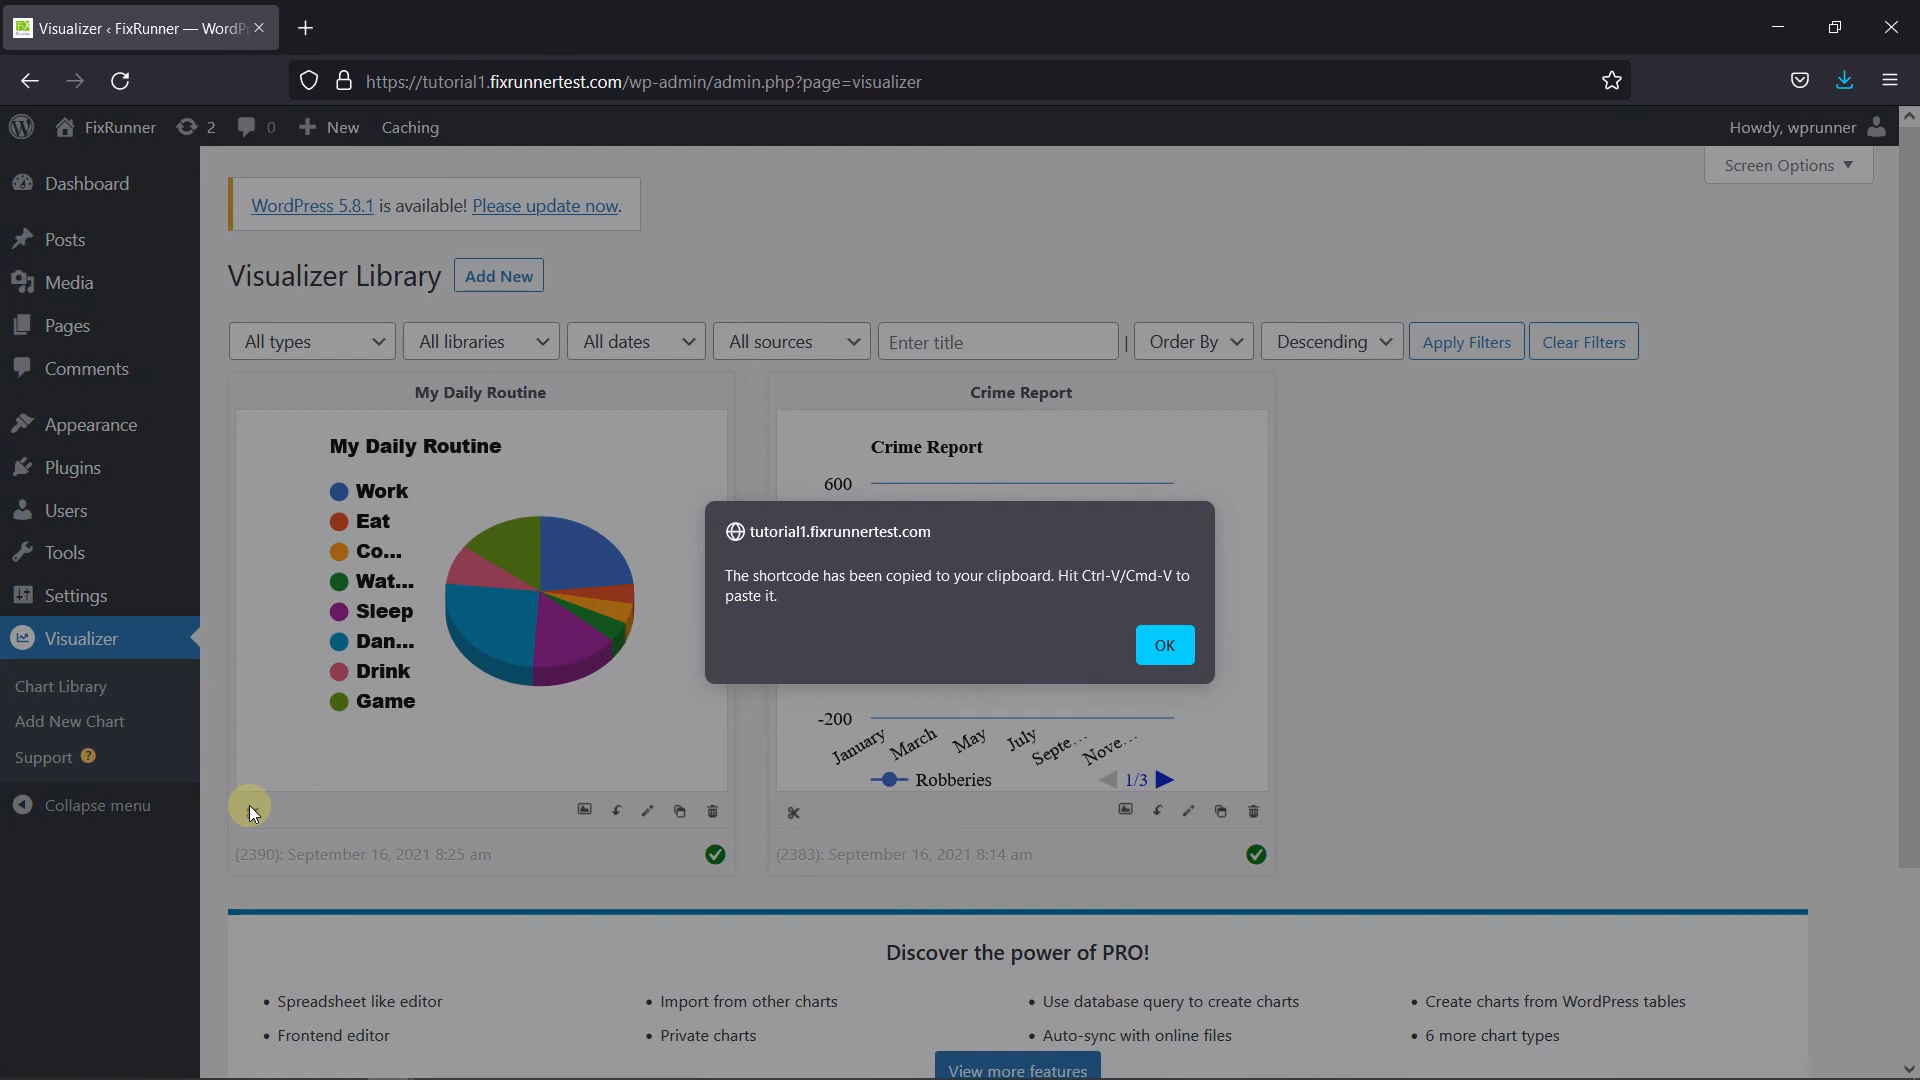 Visualizer ‹ FixRunner — WordPr
https://tutorial1.fixrunnertest.com/wp-admin/admin.php?page=visualizer
FixRunner 2 0 New Caching Howdy, wprunner
Screen Options
Dashboard
Posts
Media
Pages
Comments
Appearance
Plugins
Users
Tools
Settings
Visualizer
Chart Library
Add New Chart
Support ?
Collapse menu
WordPress 5.8.1 is available! Please update now.
Visualizer Library Add New
All types All libraries All dates All sources Enter title | Order By Descending Apply Filters Clear Filters
My Daily Routine
My Daily Routine
Work
Eat
Co...
Wat...
Sleep
Dan...
Drink
Game
(2390): September 16, 2021 8:25 am
Crime Report
Crime Report
600
-200
January March May July Septe... Nove...
Robberies 1/3
(2383): September 16, 2021 8:14 am
tutorial1.fixrunnertest.com
The shortcode has been copied to your clipboard. Hit Ctrl-V/Cmd-V to
paste it.
OK
Discover the power of PRO!
• Spreadsheet like editor • Import from other charts • Use database query to create charts • Create charts from WordPress tables
• Frontend editor • Private charts • Auto-sync with online files • 6 more chart types
View more features